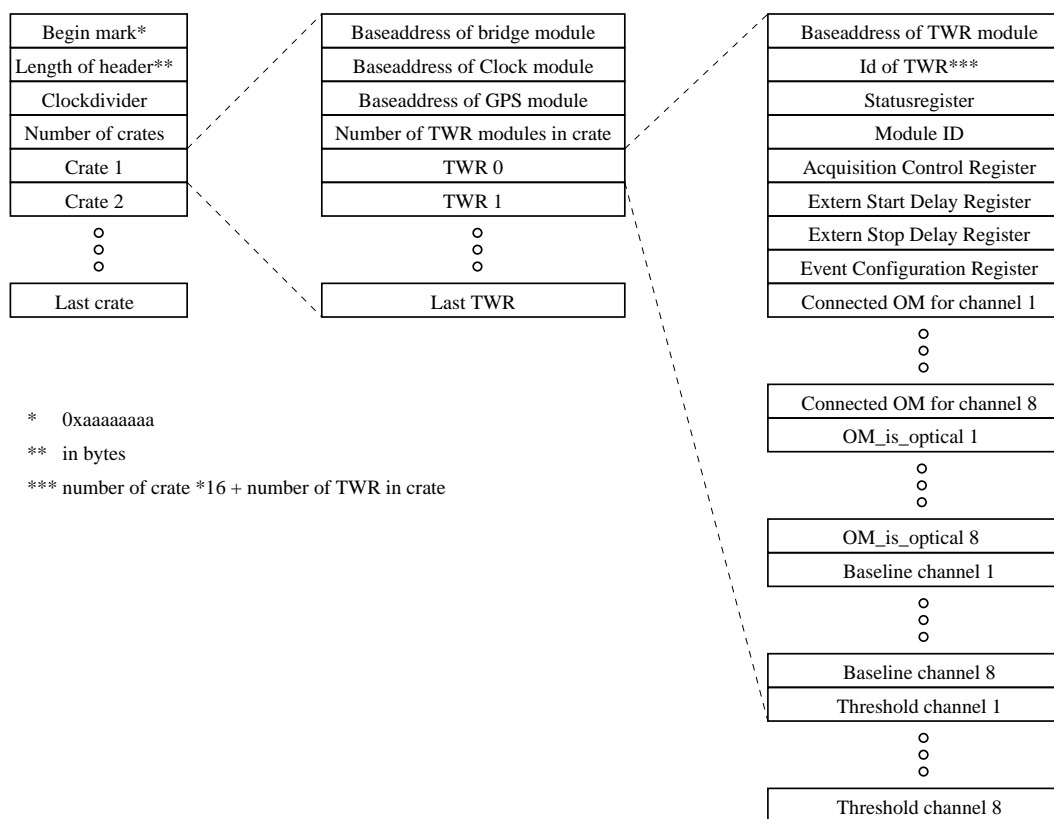 Begin mark*
Length of header**
Clockdivider
Number of crates
Crate 1
Crate 2
Last crate
Baseaddress of bridge module
Baseaddress of Clock module
Baseaddress of GPS module
Number of TWR modules in crate
TWR 0
TWR 1
Last TWR
Baseaddress of TWR module
Id of TWR***
Statusregister
Module ID
Acquisition Control Register
Extern Start Delay Register
Extern Stop Delay Register
Event Configuration Register
Connected OM for channel 1
Connected OM for channel 8
OM_is_optical 1
OM_is_optical 8
Baseline channel 1
Baseline channel 8
Threshold channel 1
Threshold channel 8
* 0xaaaaaaaa
** in bytes
*** number of crate *16 + number of TWR in crate